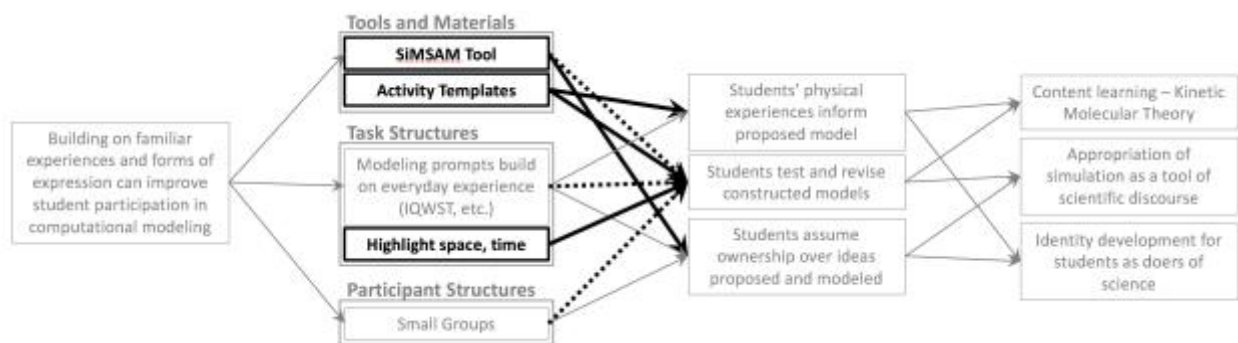 Building on familiar
experiences and forms of
expression can improve
student participation in
computational modeling
Tools and Materials
SiMSAM Tool
Activity Templates
Task Structures
Modeling prompts build
on everyday experience
(IQWST, etc.)
Highlight space, time
Participant Structures
Small Groups
Students’ physical
experiences inform
proposed model
Students test and revise
constructed models
Students assume
ownership over ideas
proposed and modeled
Content learning – Kinetic
Molecular Theory
Appropriation of
simulation as a tool of
scientific discourse
Identity development for
students as doers of
science